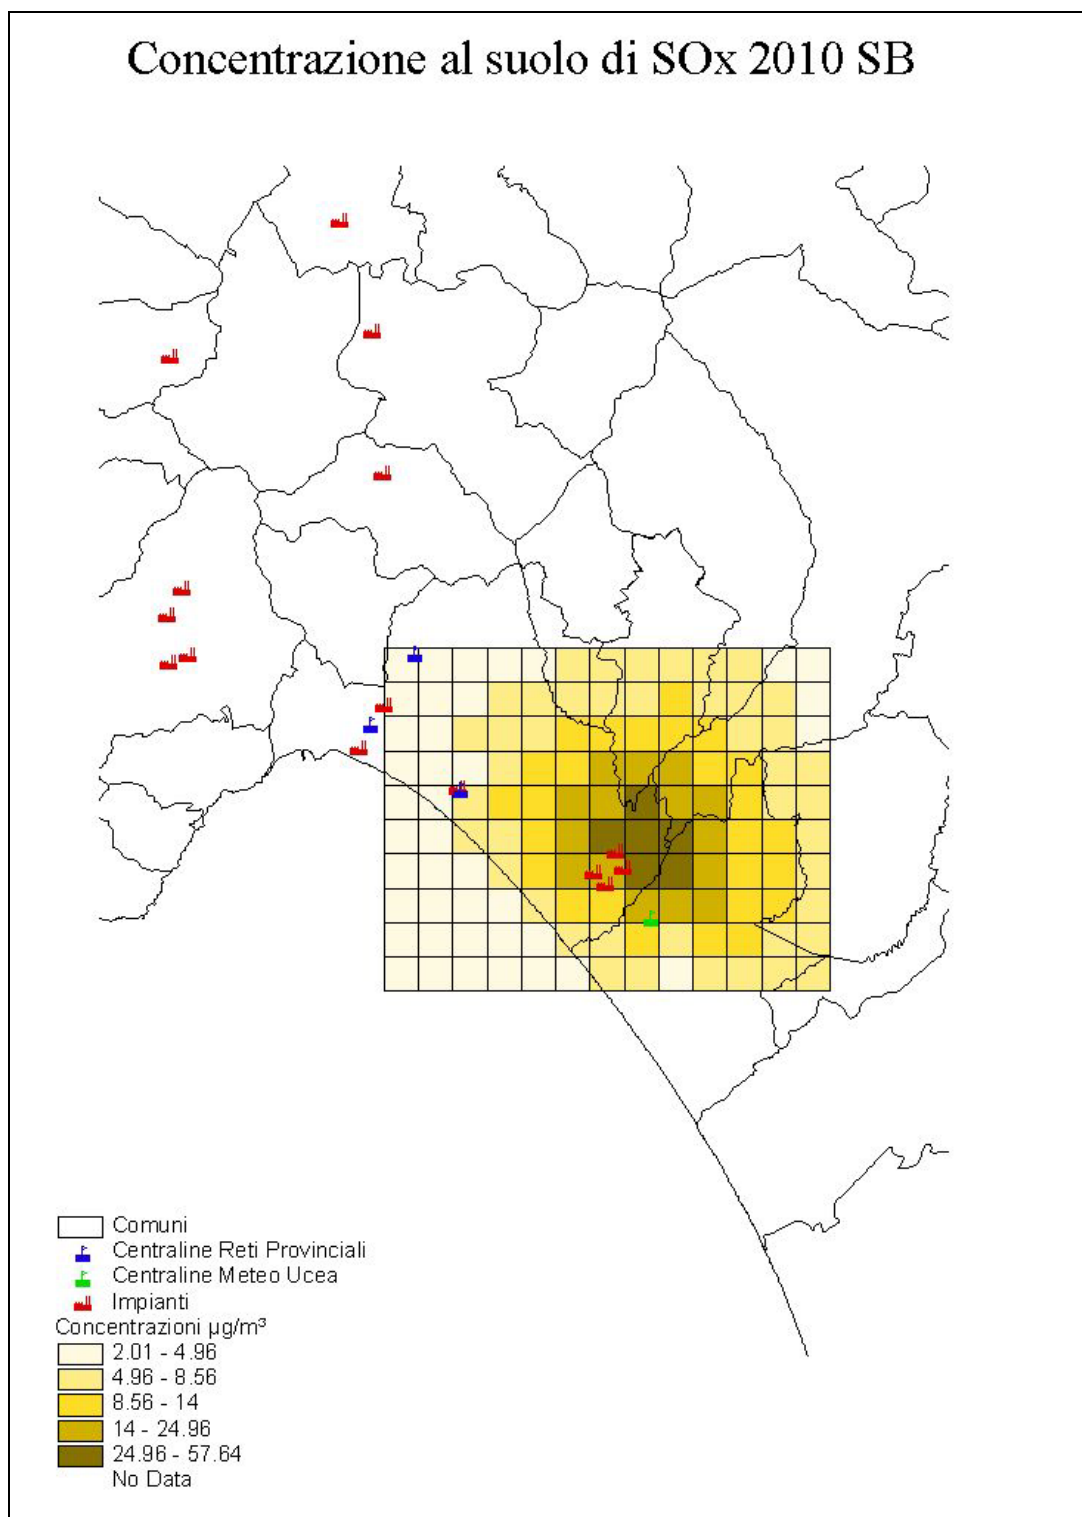 Concentrazione al suolo di SOx 2010 SB
Comuni
Centraline Reti Provinciali
Centraline Meteo Ucea
Impianti
Concentrazioni µg/m³
2.01 - 4.96
4.96 - 8.56
8.56 - 14
14 - 24.96
24.96 - 57.64
No Data